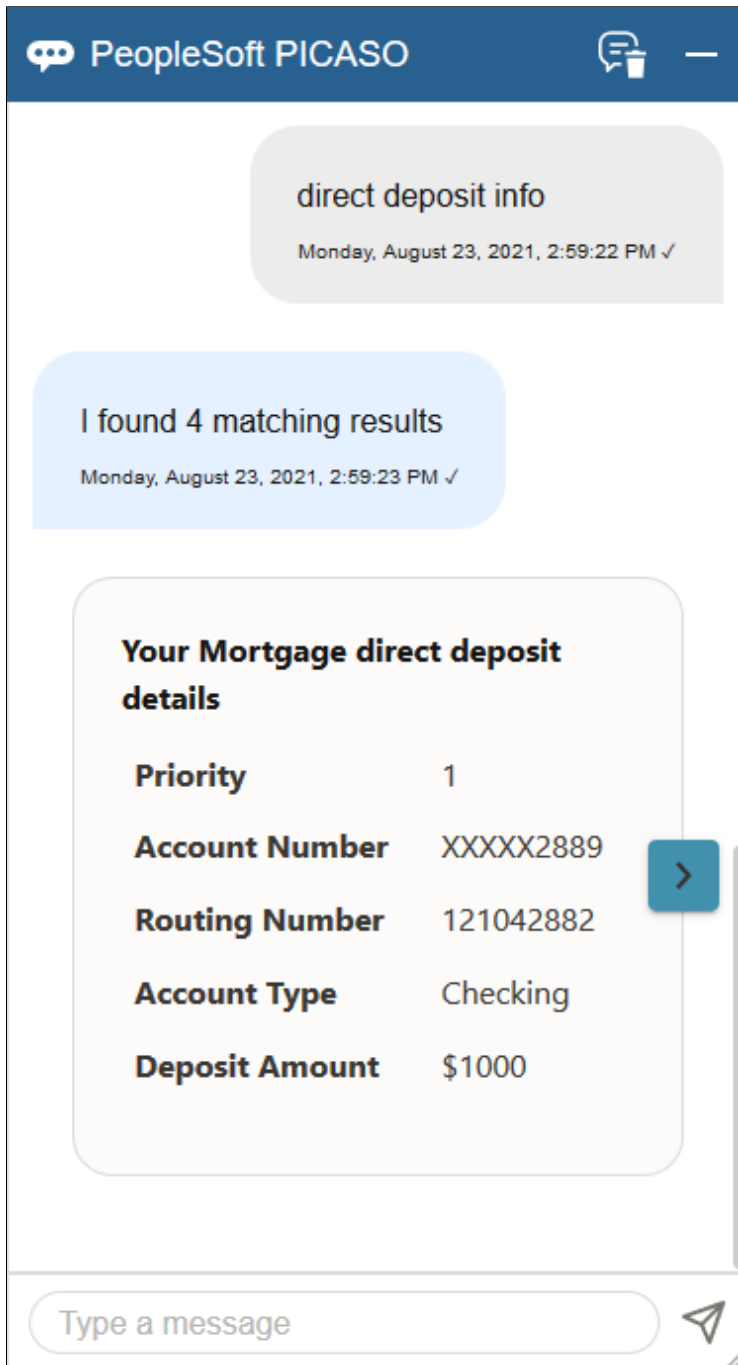 PeopleSoft PICASO
direct deposit info
Monday, August 23, 2021, 2:59:22 PM ✓
I found 4 matching results
Monday, August 23, 2021, 2:59:23 PM ✓
Your Mortgage direct deposit
details
Priority 1
Account Number XXXXX2889
Routing Number 121042882
Account Type Checking
Deposit Amount $1000
Type a message